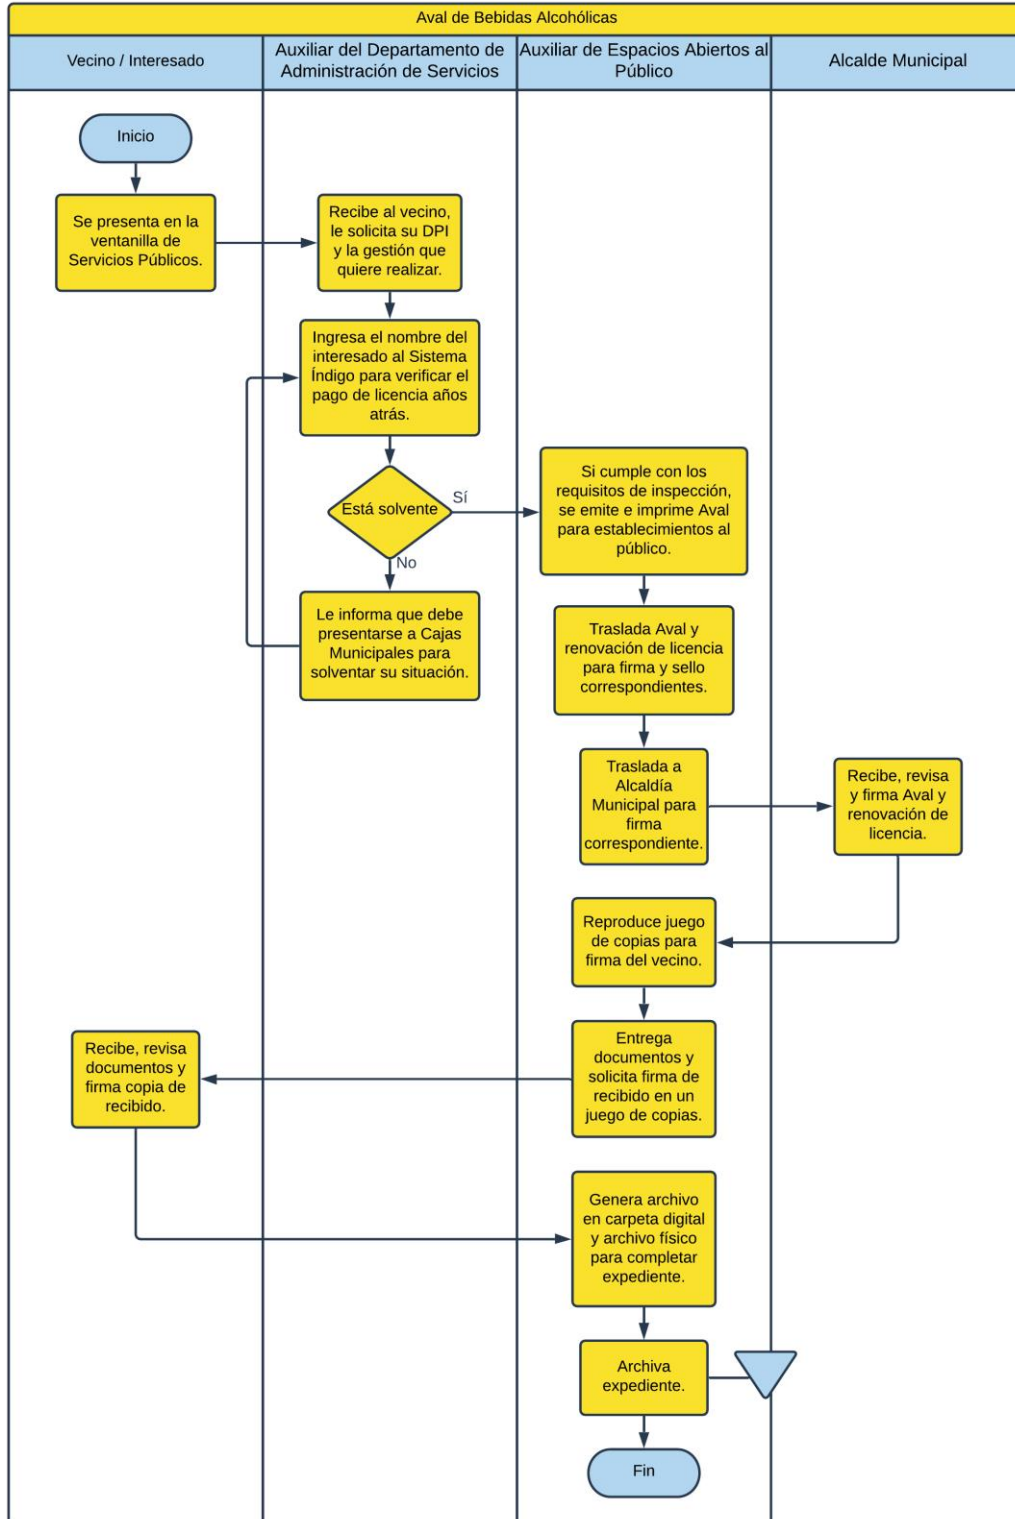 Aval de Bebidas Alcohólicas
Vecino / Interesado
Auxiliar del Departamento de
Administración de Servicios
Auxiliar de Espacios Abiertos al
Público
Alcalde Municipal
Inicio
Se presenta en la
ventanilla de
Servicios Públicos.
Recibe al vecino,
le solicita su DPI
y la gestión que
quiere realizar.
Ingresa el nombre del
interesado al Sistema
Índigo para verificar el
pago de licencia años
atrás.
Está solvente
Sí
No
Le informa que debe
presentarse a Cajas
Municipales para
solventar su situación.
Si cumple con los
requisitos de inspección,
se emite e imprime Aval
para establecimientos al
público.
Traslada Aval y
renovación de licencia
para firma y sello
correspondientes.
Traslada a
Alcaldía
Municipal para
firma
correspondiente.
Recibe, revisa
y firma Aval y
renovación de
licencia.
Reproduce juego
de copias para
firma del vecino.
Entrega
documentos y
solicita firma de
recibido en un
juego de copias.
Recibe, revisa
documentos y
firma copia de
recibido.
Genera archivo
en carpeta digital
y archivo físico
para completar
expediente.
Archiva
expediente.
Fin